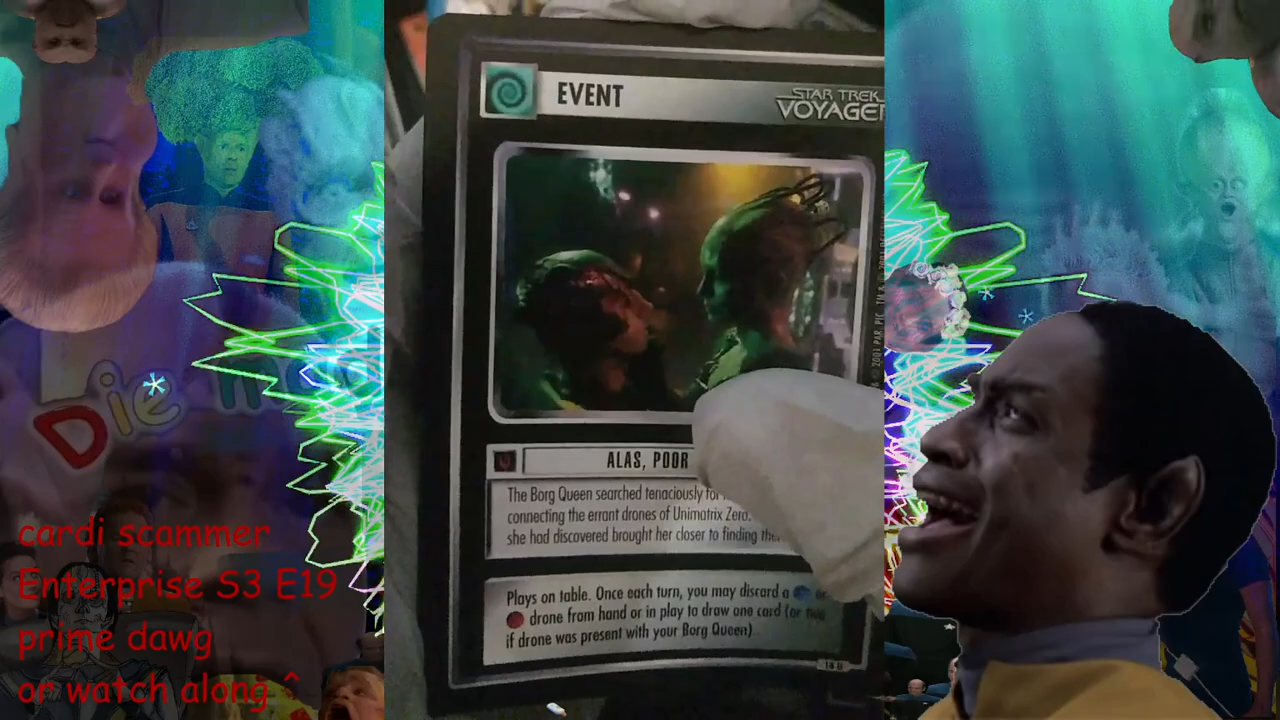 EVENT
STAR TREK
VOYAGER
ALAS, POOR
The Borg Queen searched tenaciously for
connecting the errant drones of Unimatrix Zero.
she had discovered brought her closer to finding
Plays on table. Once each turn, you may discard a
drone from hand or in play to draw one card (or two
if drone was present with your Borg Queen)
18 U
Die
cardi scammer
Enterprise S3 E19
prime dawg
or watch along ^